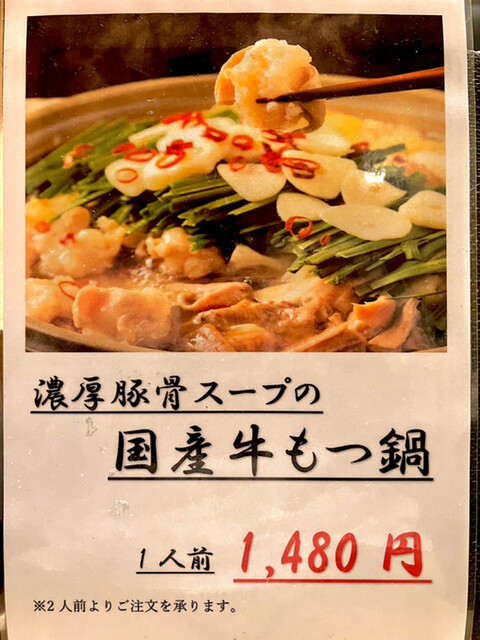 濃厚豚骨スープの
国産牛もつ鍋
1人前 1,480円
※2人前よりご注文を承ります。